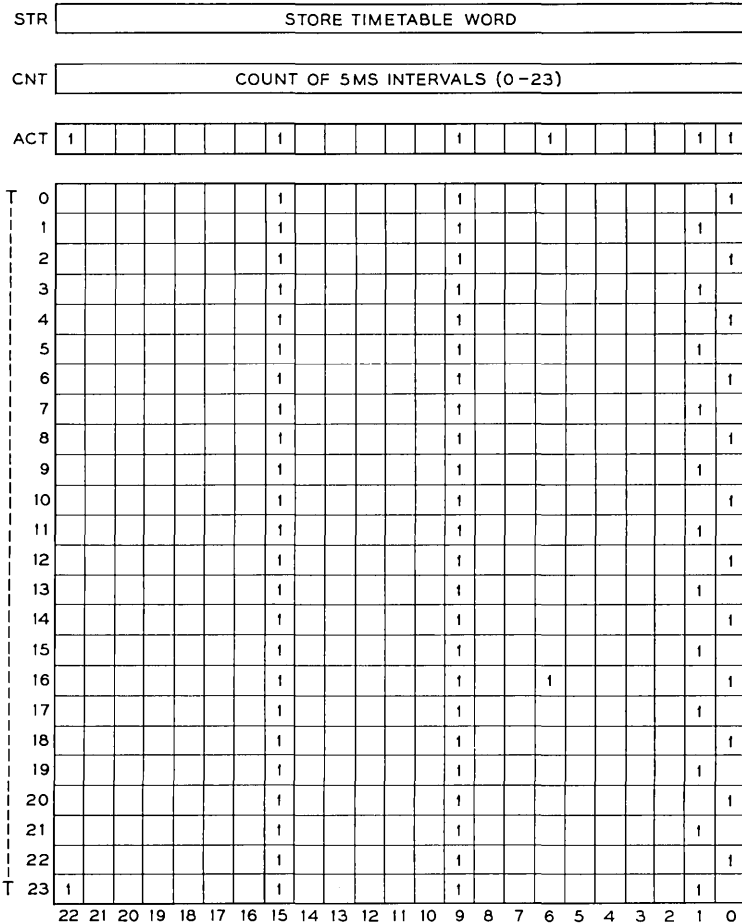 STR STORE TIMETABLE WORD
CNT COUNT OF 5MS INTERVALS (0-23)
ACT 1 1 1 1 1 1
T 0 1 1 1
1 1 1 1
2 1 1 1
3 1 1 1
4 1 1 1
5 1 1 1
6 1 1 1
7 1 1 1
8 1 1 1
9 1 1 1
10 1 1 1
11 1 1 1
12 1 1 1
13 1 1 1
14 1 1 1
15 1 1 1
16 1 1 1 1
17 1 1 1
18 1 1 1
19 1 1 1
20 1 1 1
21 1 1 1
22 1 1 1
T 23 1 1 1 1
22 21 20 19 18 17 16 15 14 13 12 11 10 9 8 7 6 5 4 3 2 1 0